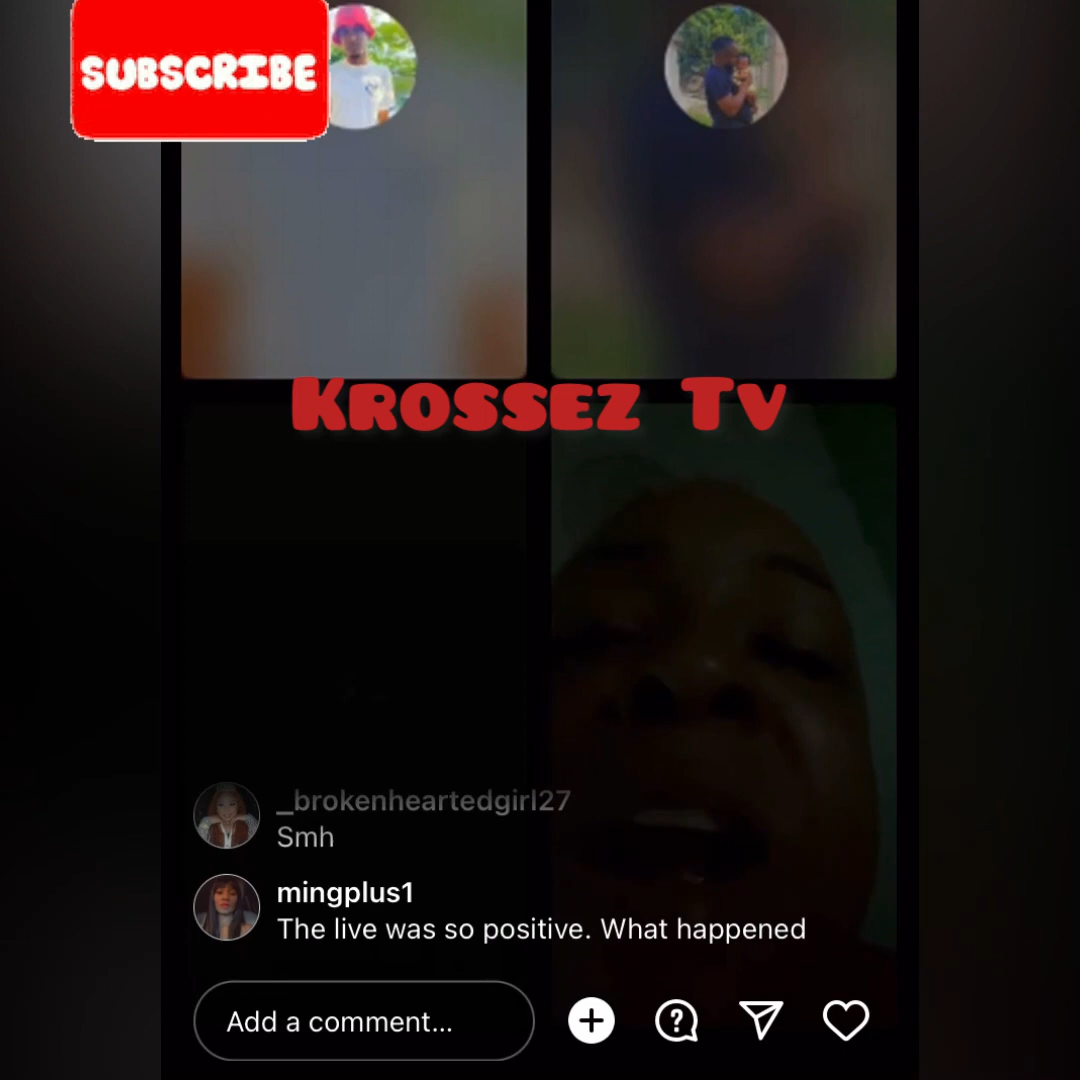 SUBSCRIBE
KROSSEZ TV
_brokenheartedgirl27
Smh
mingplus1
The live was so positive. What happened
Add a comment...